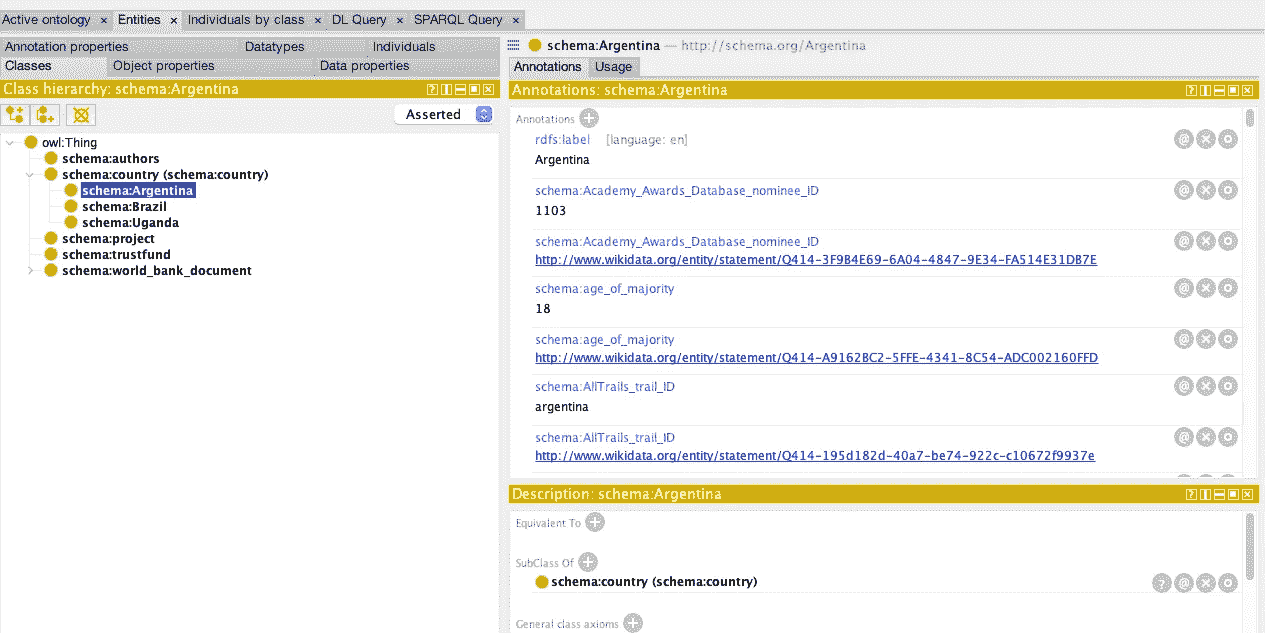 Active ontology × Entities × Individuals by class × DL Query × SPARQL Query ×
Annotation properties Datatypes Individuals
Classes Object properties Data properties
Class hierarchy: schema:Argentina
Asserted
owl:Thing
schema:authors
schema:country (schema:country)
schema:Argentina
schema:Brazil
schema:Uganda
schema:project
schema:trustfund
schema:world_bank_document
schema:Argentina — http://schema.org/Argentina
Annotations Usage
Annotations: schema:Argentina
Annotations
rdfs:label [language: en]
Argentina
schema:Academy_Awards_Database_nominee_ID
1103
schema:Academy_Awards_Database_nominee_ID
http://www.wikidata.org/entity/statement/Q414-3F9B4E69-6A04-4847-9E34-FA514E31DB7E
schema:age_of_majority
18
schema:age_of_majority
http://www.wikidata.org/entity/statement/Q414-A9162BC2-5FFE-4341-8C54-ADC002160FFD
schema:AllTrails_trail_ID
argentina
schema:AllTrails_trail_ID
http://www.wikidata.org/entity/statement/Q414-195d182d-40a7-be74-922c-c10672f9937e
Description: schema:Argentina
Equivalent To
SubClass Of
schema:country (schema:country)
General class axioms